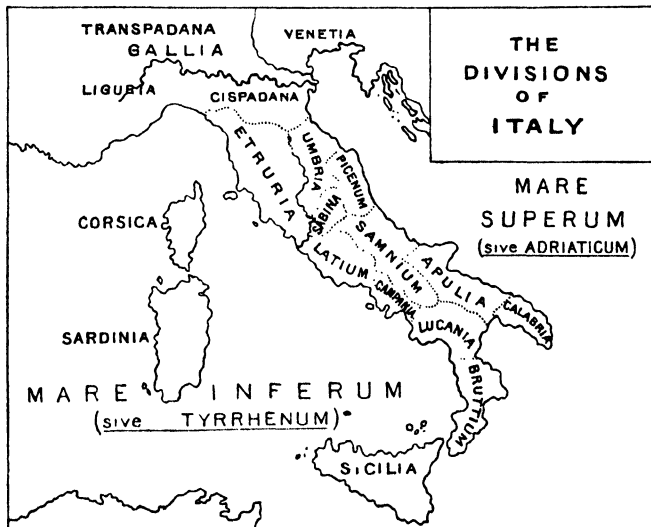 THE
DIVISIONS
OF
ITALY
TRANSPADANA
GALLIA
VENETIA
LIGURIA
CISPADANA
ETRURIA
UMBRIA
PICENUM
SABINA
MARE
SUPERUM
(sive ADRIATICUM)
CORSICA
LATIUM
SAMNIUM
APULIA
CAMPANIA
CALABRIA
LUCANIA
SARDINIA
BRUTTIUM
MARE INFERUM
(sive TYRRHENUM)
SICILIA